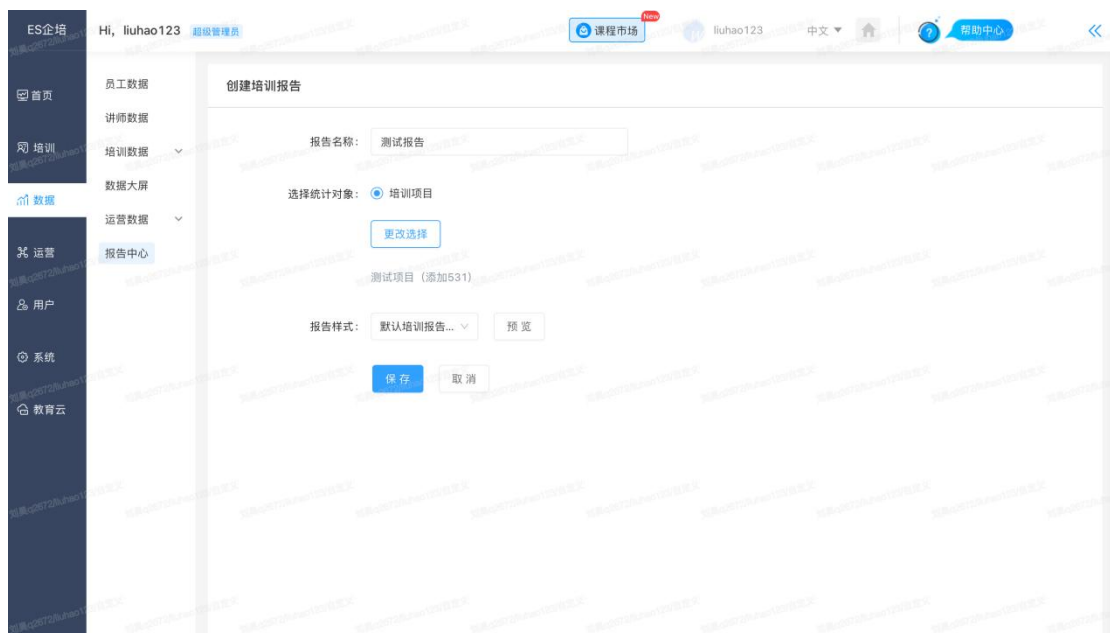 ES企培
Hi, liuhao123 超级管理员
New
课程市场
liuhao123
中文
帮助中心
首页
培训
数据
运营
用户
系统
教育云
员工数据
讲师数据
培训数据
数据大屏
运营数据
报告中心
创建培训报告
报告名称: 测试报告
选择统计对象: 培训项目
更改选择
测试项目（添加531）
报告样式: 默认培训报告... 预 览
保 存 取 消